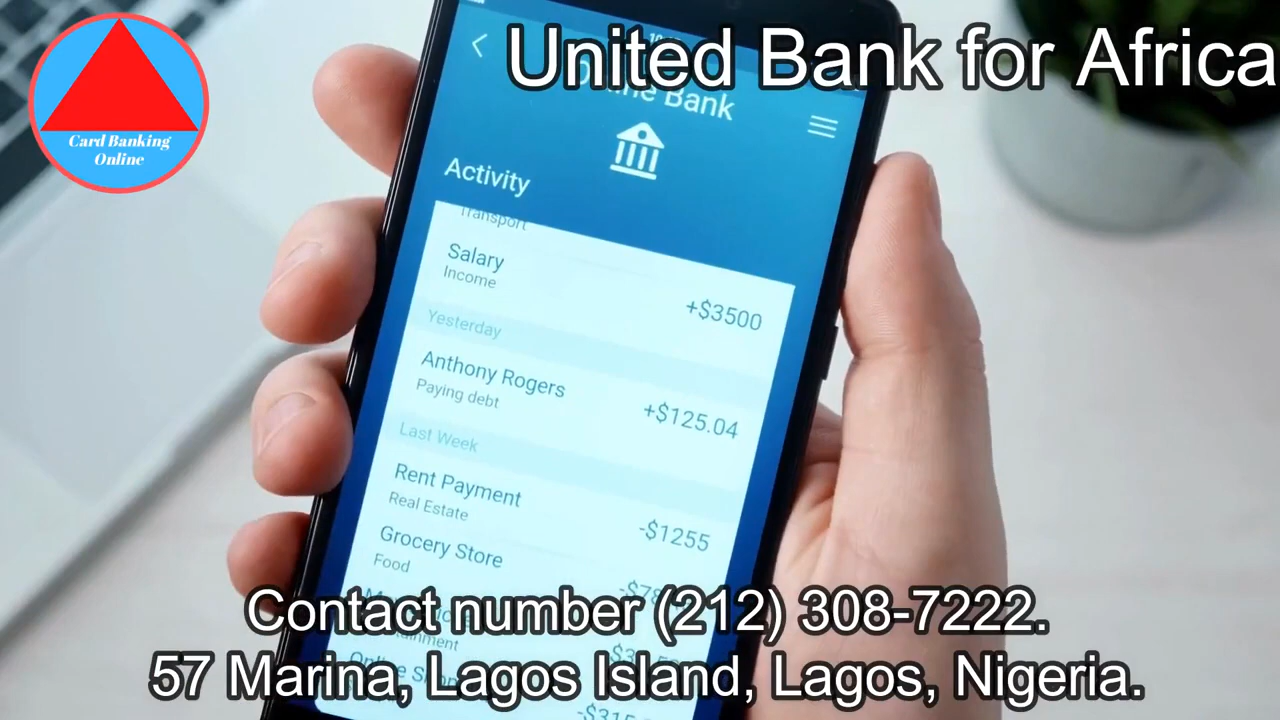 United Bank for Africa
Card Banking
Online
Bank
Activity
Transport
Salary
Income
+$3500
Yesterday
Anthony Rogers
Paying debt
+$125.04
Last Week
Rent Payment
Real Estate
-$1255
Grocery Store
Food
Contact number (212) 308-7222.
57 Marina, Lagos Island, Lagos, Nigeria.